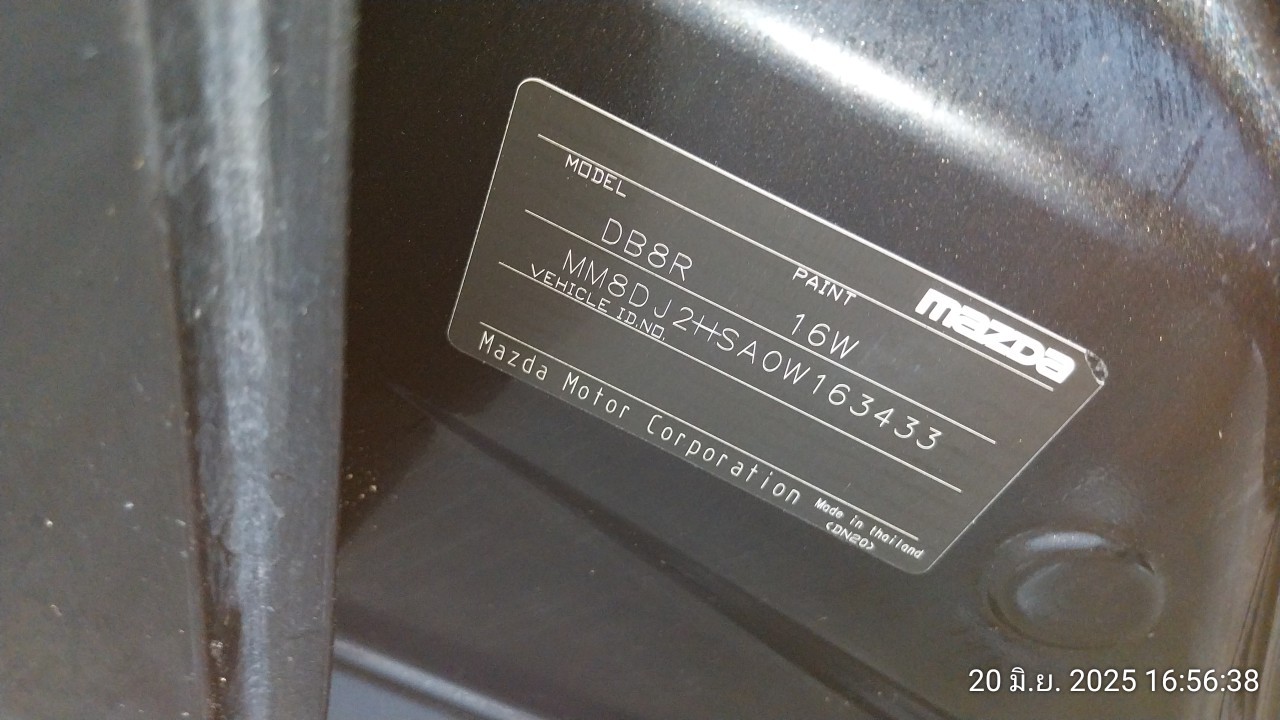 mazda
MODEL PAINT
DB8R 16W
MM8DJ2HSA0W163433
VEHICLE ID.NO.
Mazda Motor Corporation Made in thailand
(DN20)
20 มิ.ย. 2025 16:56:38